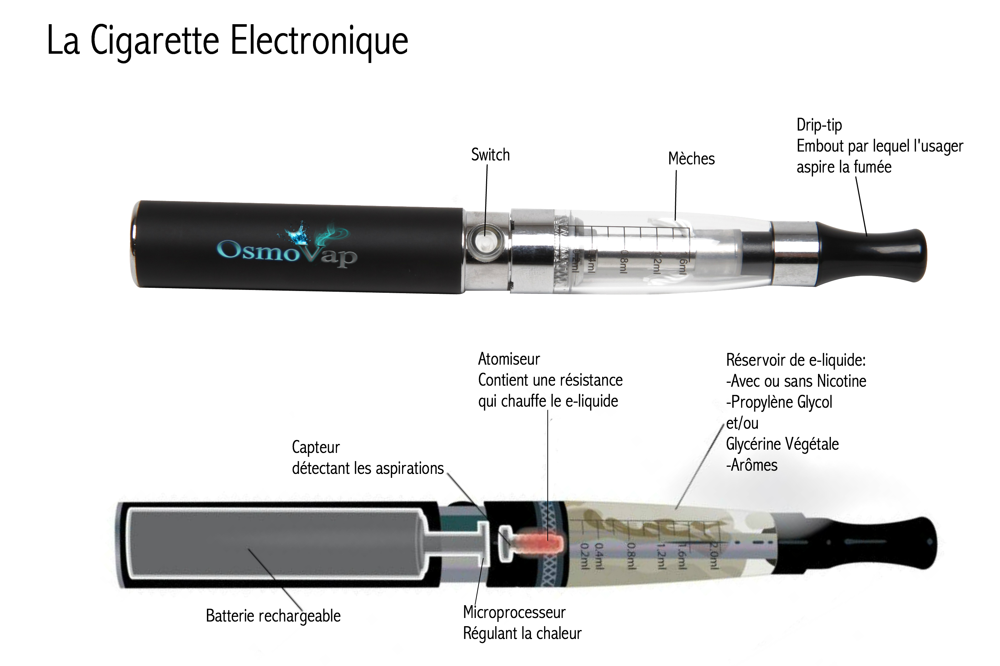 La Cigarette Electronique
Drip-tip
Embout par lequel l'usager
aspire la fumée
Switch
Mèches
OsmoVap
0.2ml
0.4ml
0.8ml
1.2ml
1.6ml
Atomiseur
Contient une résistance
qui chauffe le e-liquide
Réservoir de e-liquide:
-Avec ou sans Nicotine
-Propylène Glycol
et/ou
Glycérine Végétale
-Arômes
Capteur
détectant les aspirations
0.2ml
0.4ml
0.8ml
1.2ml
1.6ml
2.0ml
Batterie rechargeable
Microprocesseur
Régulant la chaleur